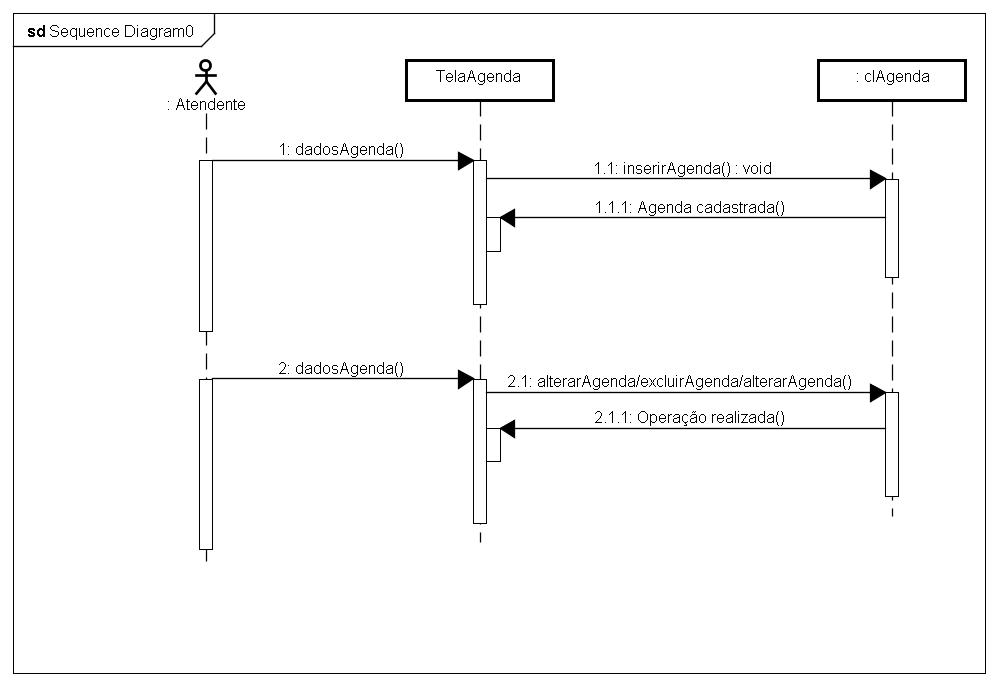 sd Sequence Diagram0
: Atendente
TelaAgenda
: clAgenda
1: dadosAgenda()
1.1: inserirAgenda() : void
1.1.1: Agenda cadastrada()
2: dadosAgenda()
2.1: alterarAgenda/excluirAgenda/alterarAgenda()
2.1.1: Operação realizada()